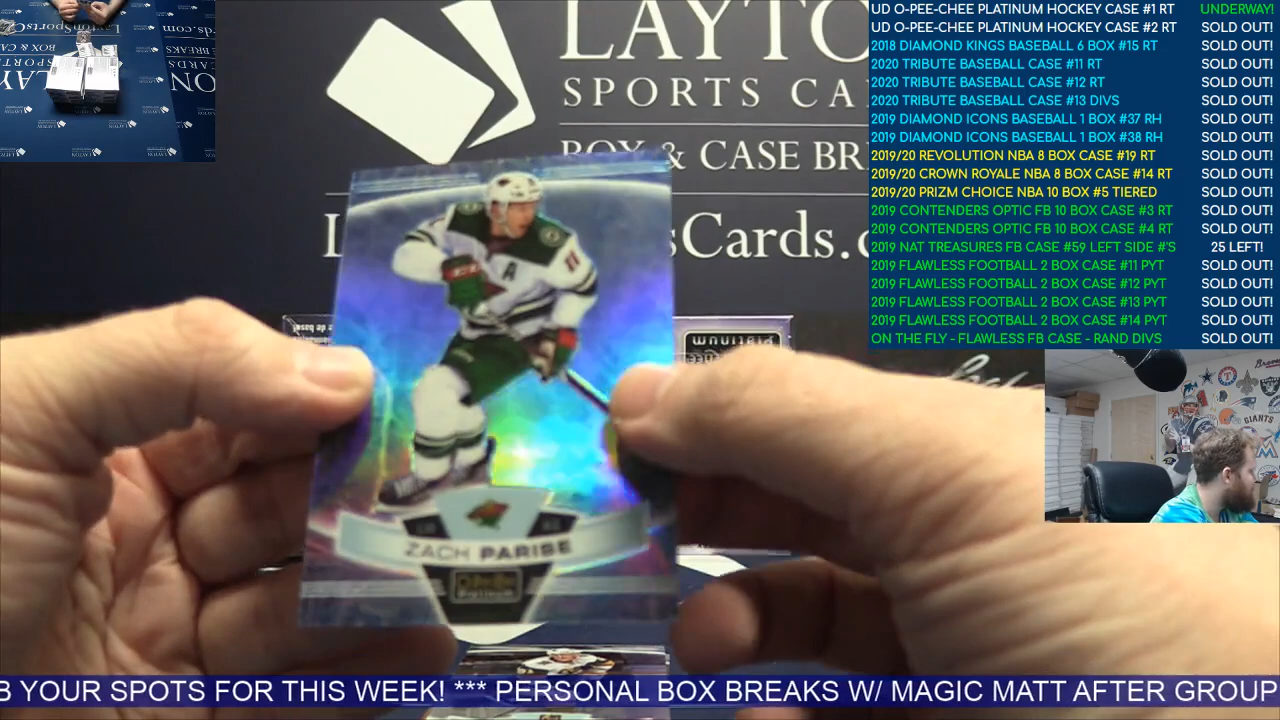 LAYTO
SPORTS CA
BOX & CASE BR
sCards.c
UD O-PEE-CHEE PLATINUM HOCKEY CASE #1 RT UNDERWAY!
UD O-PEE-CHEE PLATINUM HOCKEY CASE #2 RT SOLD OUT!
2018 DIAMOND KINGS BASEBALL 6 BOX #15 RT SOLD OUT!
2020 TRIBUTE BASEBALL CASE #11 RT SOLD OUT!
2020 TRIBUTE BASEBALL CASE #12 RT SOLD OUT!
2020 TRIBUTE BASEBALL CASE #13 DIVS SOLD OUT!
2019 DIAMOND ICONS BASEBALL 1 BOX #37 RH SOLD OUT!
2019 DIAMOND ICONS BASEBALL 1 BOX #38 RH SOLD OUT!
2019/20 REVOLUTION NBA 8 BOX CASE #19 RT SOLD OUT!
2019/20 CROWN ROYALE NBA 8 BOX CASE #14 RT SOLD OUT!
2019/20 PRIZM CHOICE NBA 10 BOX #5 TIERED SOLD OUT!
2019 CONTENDERS OPTIC FB 10 BOX CASE #3 RT SOLD OUT!
2019 CONTENDERS OPTIC FB 10 BOX CASE #4 RT SOLD OUT!
2019 NAT TREASURES FB CASE #59 LEFT SIDE #'S 25 LEFT!
2019 FLAWLESS FOOTBALL 2 BOX CASE #11 PYT SOLD OUT!
2019 FLAWLESS FOOTBALL 2 BOX CASE #12 PYT SOLD OUT!
2019 FLAWLESS FOOTBALL 2 BOX CASE #13 PYT SOLD OUT!
2019 FLAWLESS FOOTBALL 2 BOX CASE #14 PYT SOLD OUT!
ON THE FLY - FLAWLESS FB CASE - RAND DIVS SOLD OUT!
A
11
ZACH PARISE
Platinum
GIANTS
B YOUR SPOTS FOR THIS WEEK! *** PERSONAL BOX BREAKS W/ MAGIC MATT AFTER GROUP